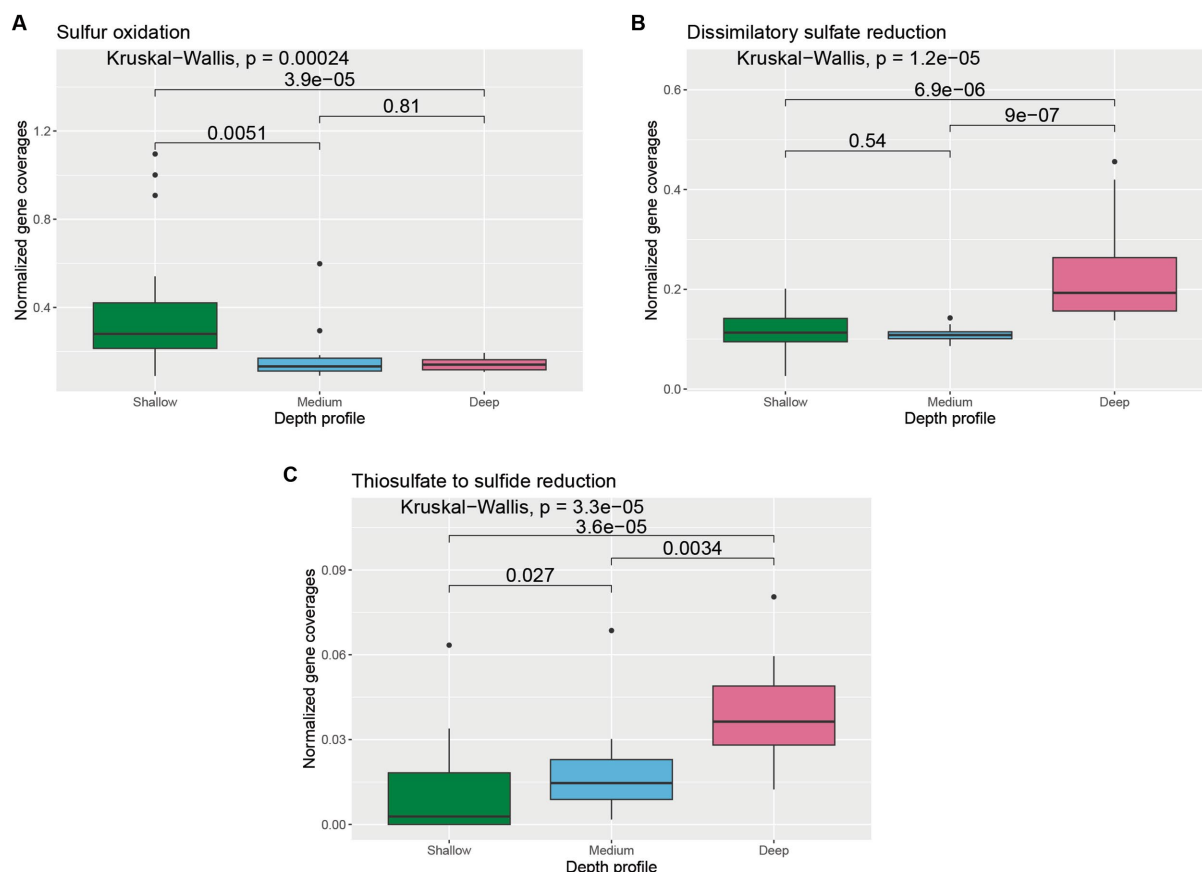 A
Sulfur oxidation
Kruskal−Wallis, p = 0.00024
3.9e−05
0.81
0.0051
1.2
0.8
0.4
Normalized gene coverages
Shallow Medium Deep
Depth profile
B
Dissimilatory sulfate reduction
Kruskal−Wallis, p = 1.2e−05
6.9e−06
9e−07
0.54
0.6
0.4
0.2
0.0
Normalized gene coverages
Shallow Medium Deep
Depth profile
C
Thiosulfate to sulfide reduction
Kruskal−Wallis, p = 3.3e−05
3.6e−05
0.0034
0.027
0.09
0.06
0.03
0.00
Normalized gene coverages
Shallow Medium Deep
Depth profile